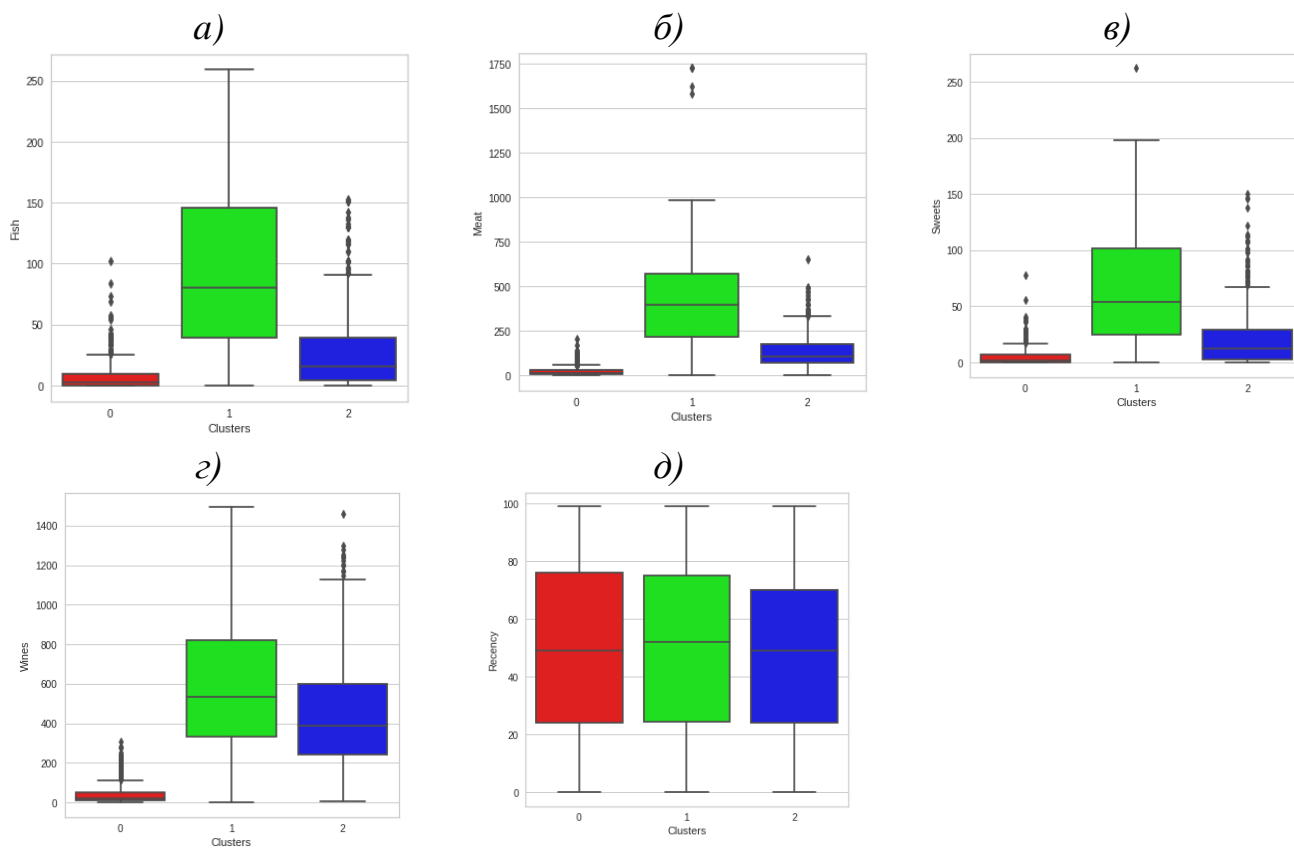 а)
250
200
150
100
50
0
Fish
0 1 2
Clusters
б)
1750
1500
1250
1000
750
500
250
0
Meat
0 1 2
Clusters
в)
250
200
150
100
50
0
Sweets
0 1 2
Clusters
г)
1400
1200
1000
800
600
400
200
0
Wines
0 1 2
Clusters
д)
100
80
60
40
20
0
Recency
0 1 2
Clusters